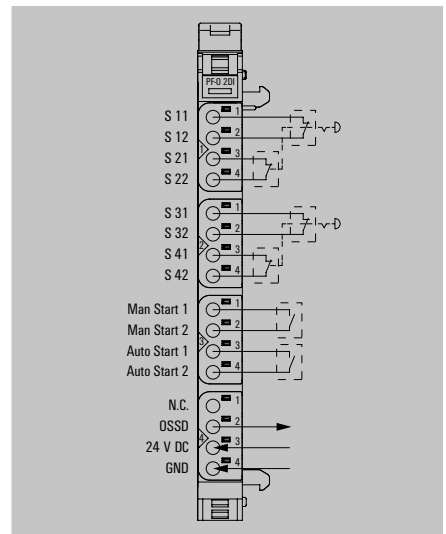 PF-O 2DI
S 11 1
S 12 2
1
S 21 3
S 22 4
S 31 1
S 32 2
2
S 41 3
S 42 4
Man Start 1 1
Man Start 2 2
3
Auto Start 1 3
Auto Start 2 4
N.C. 1
OSSD 2
4
24 V DC 3
GND 4